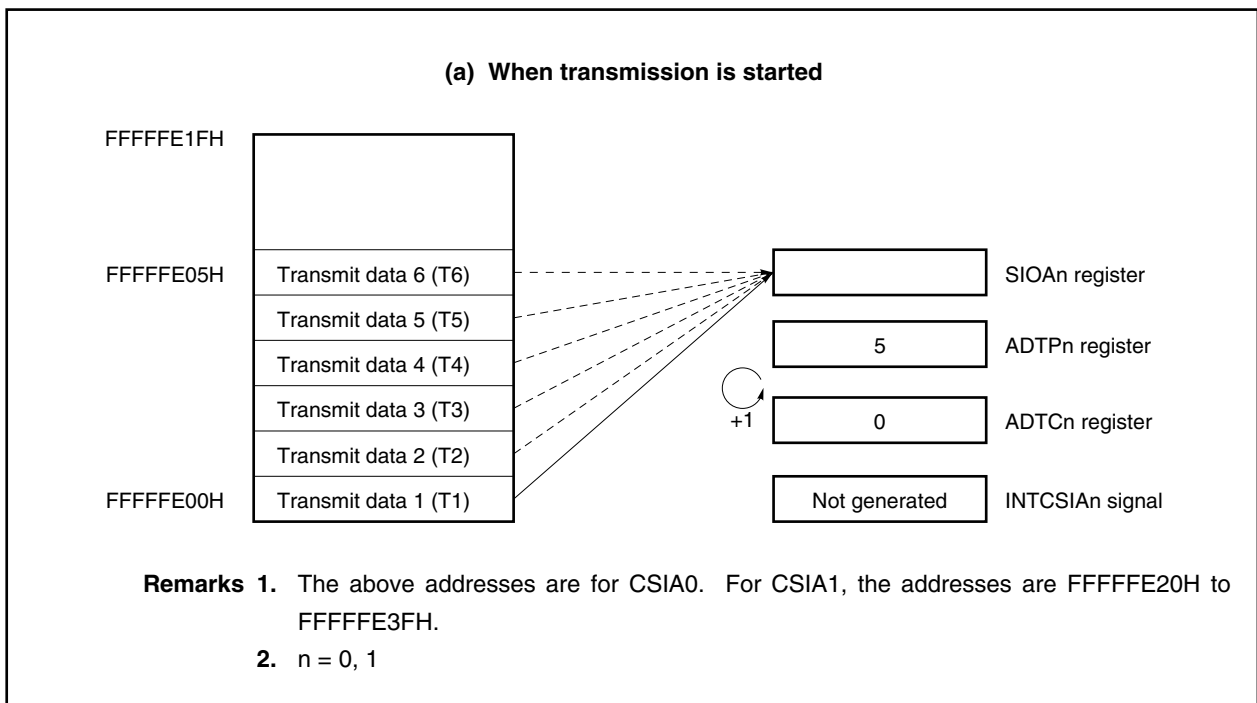 (a) When transmission is started
FFFFFE1FH
FFFFFE05H
Transmit data 6 (T6)
SIOAn register
Transmit data 5 (T5)
5
ADTPn register
Transmit data 4 (T4)
Transmit data 3 (T3)
+1
0
ADTCn register
Transmit data 2 (T2)
FFFFFE00H
Transmit data 1 (T1)
Not generated
INTCSIAn signal
Remarks 1. The above addresses are for CSIA0. For CSIA1, the addresses are FFFFFE20H to
FFFFFE3FH.
2. n = 0, 1